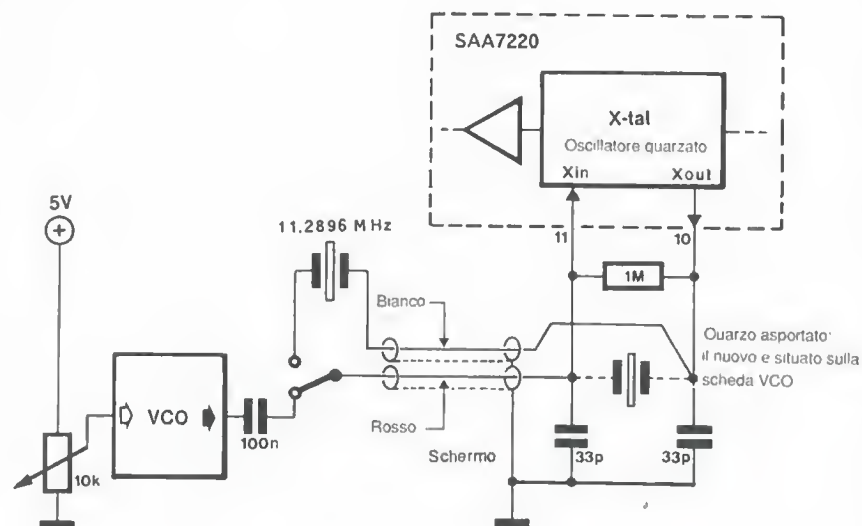 SAA7220
X-tal
Oscillatore quarzato
Xin
Xout
5V
+
11.2896 MHz
11
10
1M
Bianco
Quarzo asportato
il nuovo e situato sulla
scheda VCO
VCO
100n
Rosso
Schermo
33p
33p
10k